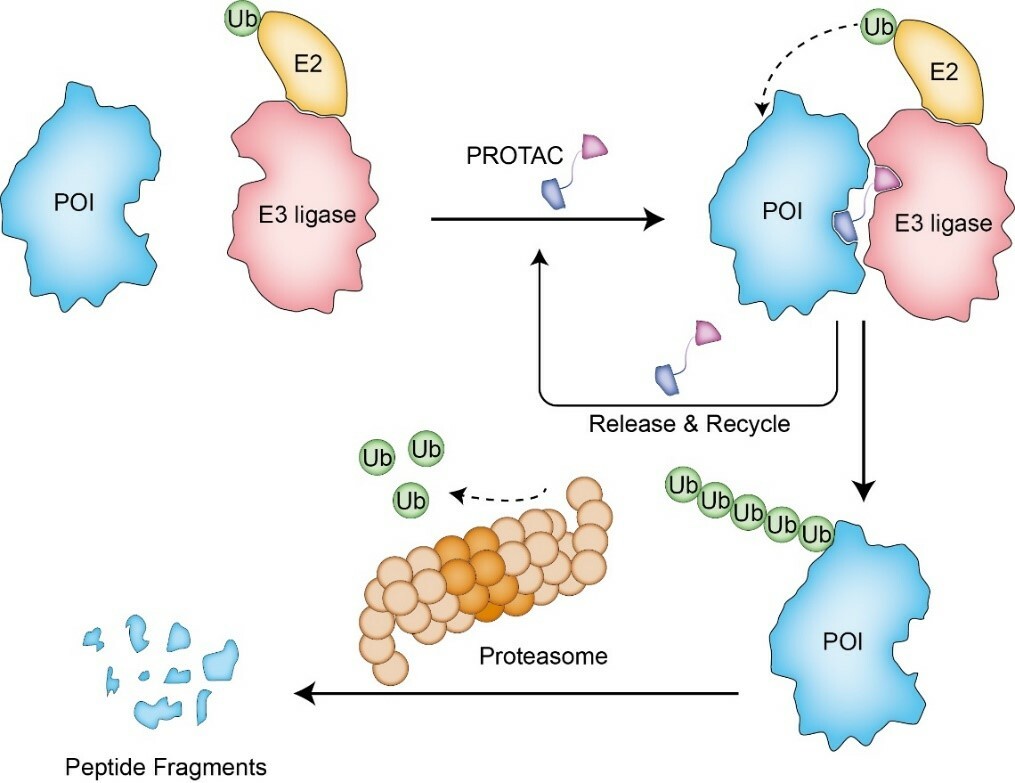 Ub
E2
POI
E3 ligase
PROTAC
Ub
E2
POI
E3 ligase
Release & Recycle
Ub
Ub
Ub
Ub
Ub
Ub
Ub
Ub
POI
Proteasome
Peptide Fragments